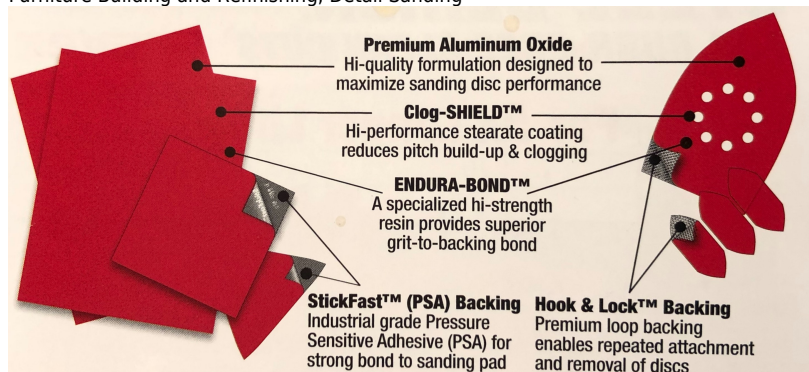 Furniture Building and Refinishing, Detail Sanding
Premium Aluminum Oxide
Hi-quality formulation designed to
maximize sanding disc performance
Clog-SHIELD™
Hi-performance stearate coating
reduces pitch build-up & clogging
ENDURA-BOND™
A specialized hi-strength
resin provides superior
grit-to-backing bond
StickFast™ (PSA) Backing
Industrial grade Pressure
Sensitive Adhesive (PSA) for
strong bond to sanding pad
Hook & Lock™ Backing
Premium loop backing
enables repeated attachment
and removal of discs